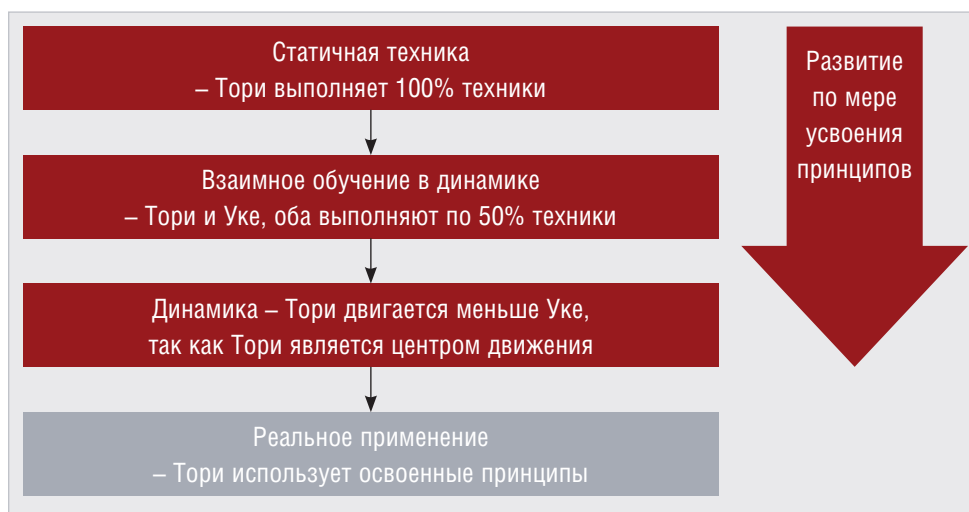 Статичная техника
– Тори выполняет 100% техники
Взаимное обучение в динамике
– Тори и Уке, оба выполняют по 50% техники
Динамика – Тори двигается меньше Уке,
так как Тори является центром движения
Реальное применение
– Тори использует освоенные принципы
Развитие
по мере
усвоения
принципов